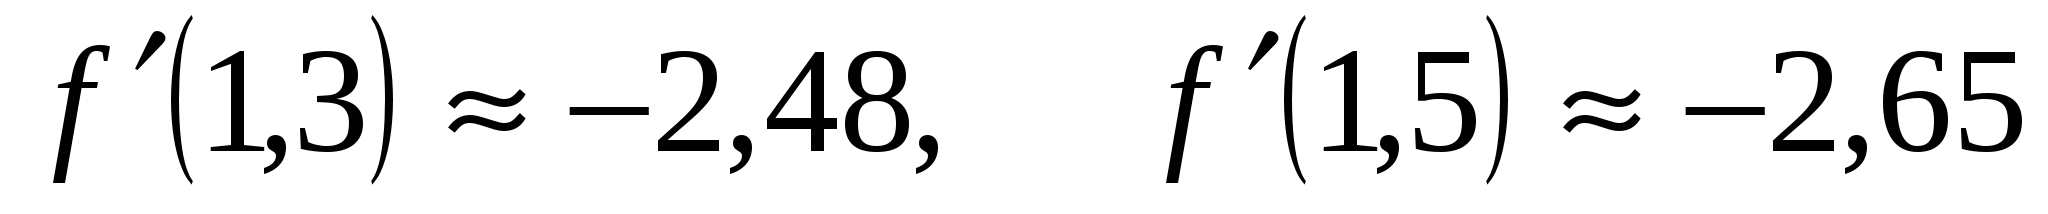 f′(1,3) ≈ −2,48, f′(1,5) ≈ −2,65